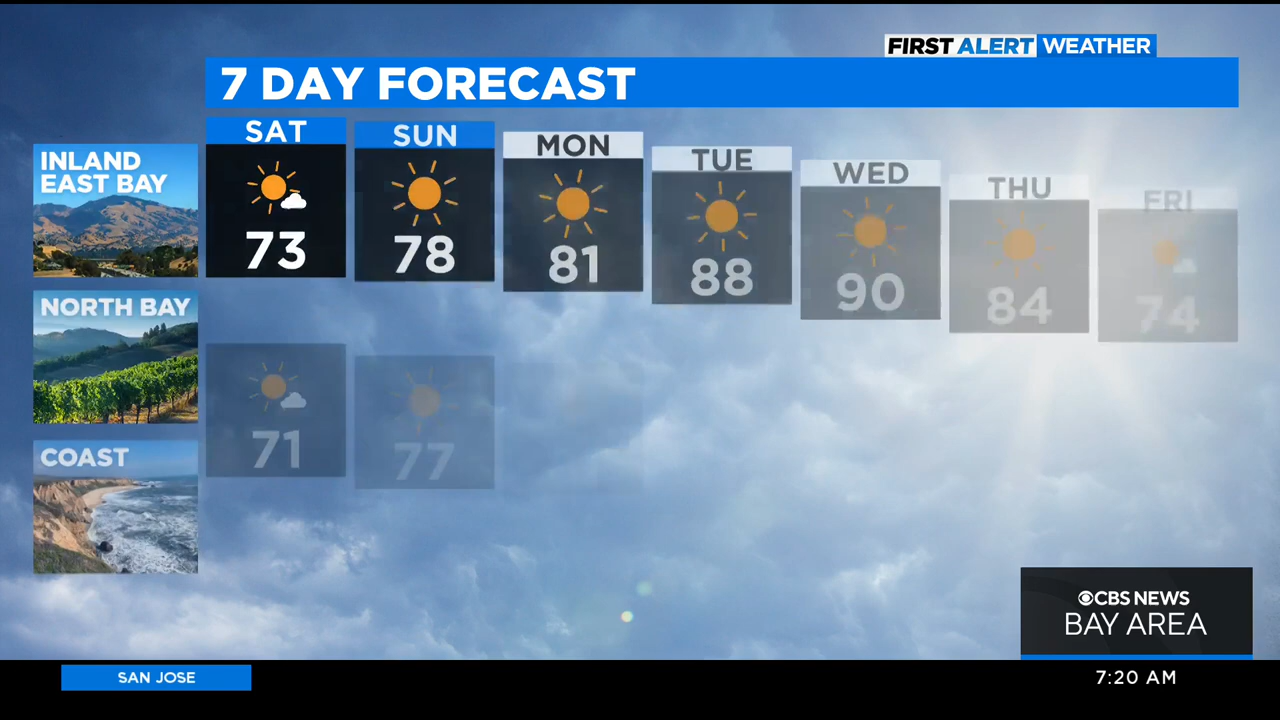 FIRST ALERT WEATHER
7 DAY FORECAST
SAT SUN MON TUE WED THU FRI
INLAND
EAST BAY
73 78 81 88 90 84 74
NORTH BAY
71 77
COAST
CBS NEWS
BAY AREA
SAN JOSE
7:20 AM